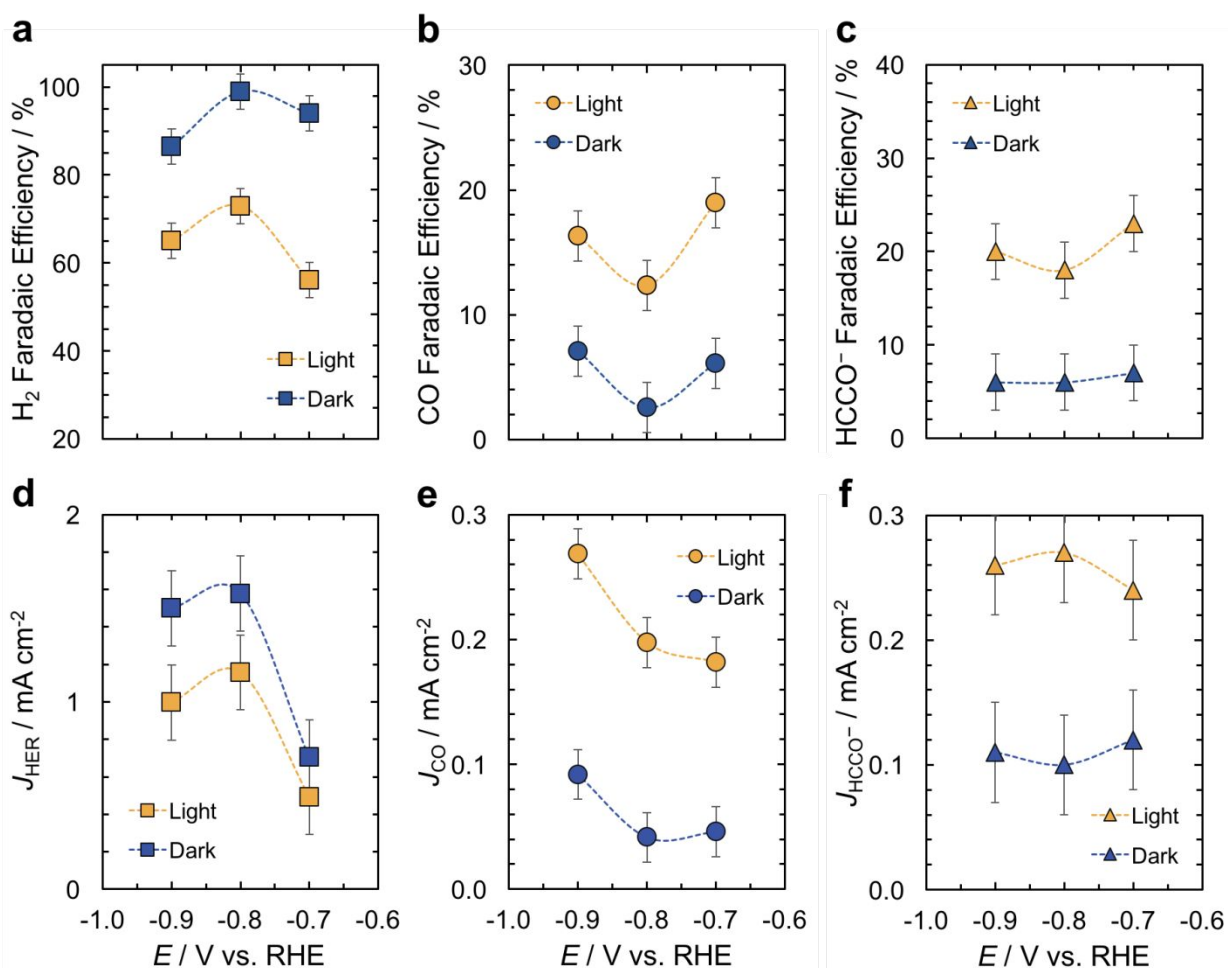 a
H₂ Faradaic Efficiency / %
100
80
60
40
20
Light
Dark
b
CO Faradaic Efficiency / %
30
20
10
0
Light
Dark
c
HCCO⁻ Faradaic Efficiency / %
40
30
20
10
0
Light
Dark
d
J_HER / mA cm⁻²
2
1
0
Light
Dark
-1.0 -0.9 -0.8 -0.7 -0.6
E / V vs. RHE
e
J_CO / mA cm⁻²
0.3
0.2
0.1
0.0
Light
Dark
-1.0 -0.9 -0.8 -0.7 -0.6
E / V vs. RHE
f
J_HCCO⁻ / mA cm⁻²
0.3
0.2
0.1
0.0
Light
Dark
-1.0 -0.9 -0.8 -0.7 -0.6
E / V vs. RHE